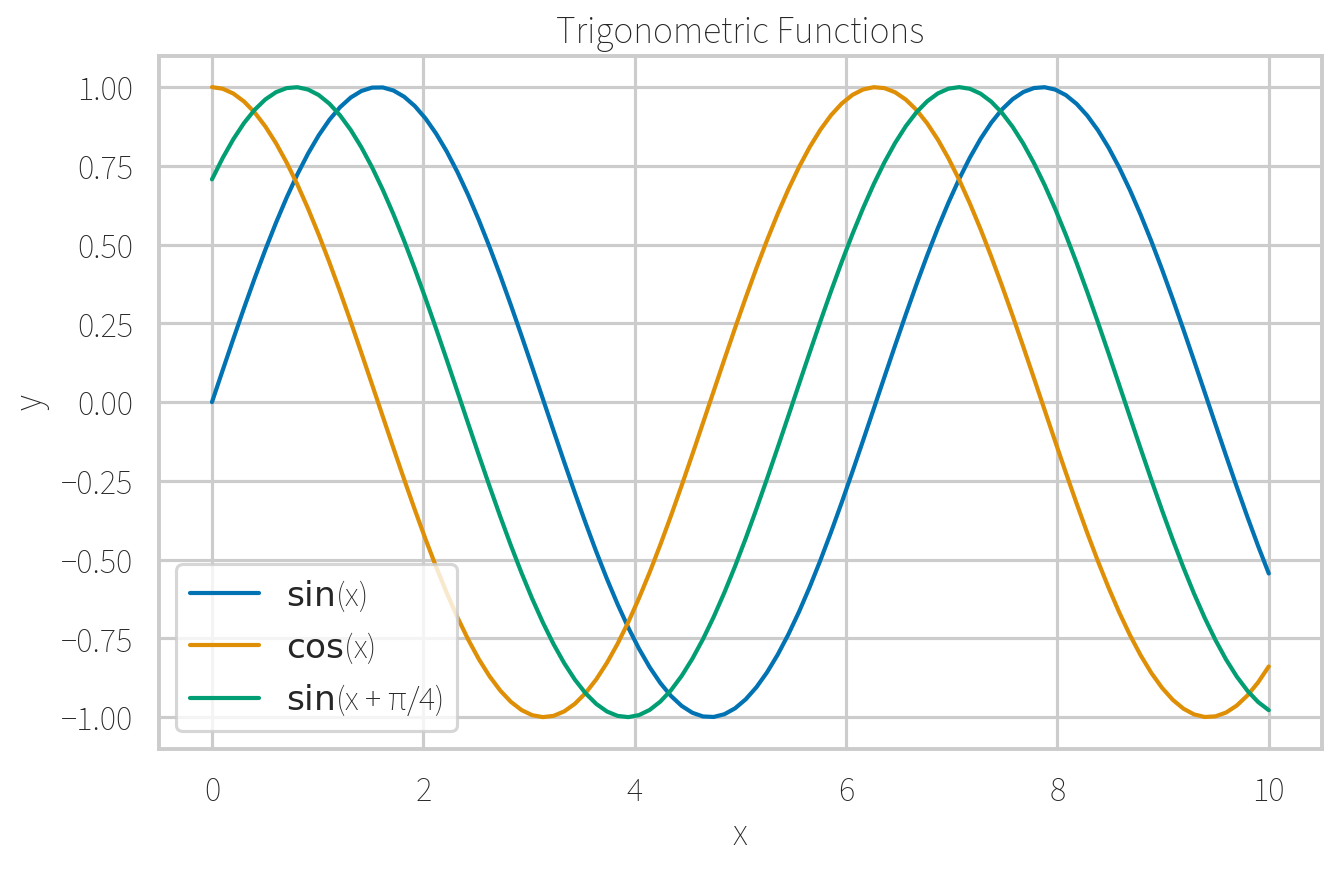 Trigonometric Functions
1.00
0.75
0.50
0.25
0.00
−0.25
−0.50
−0.75
−1.00
y
sin(x)
cos(x)
sin(x + π/4)
0 2 4 6 8 10
x